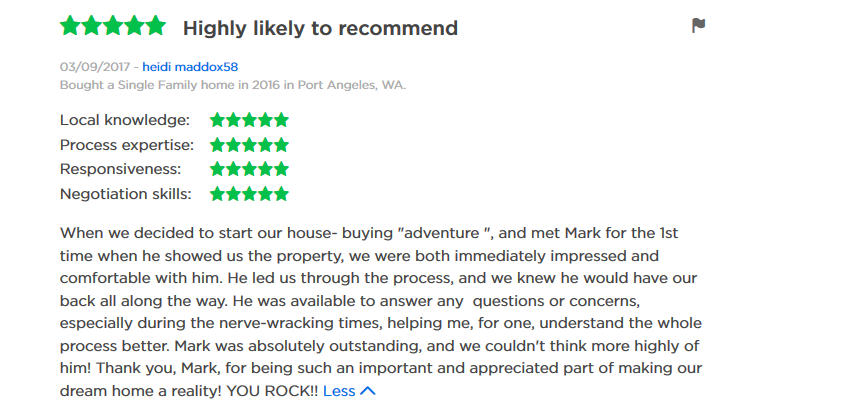 Highly likely to recommend
03/09/2017 - heidi maddox58
Bought a Single Family home in 2016 in Port Angeles, WA.
Local knowledge:
Process expertise:
Responsiveness:
Negotiation skills:
When we decided to start our house- buying "adventure ", and met Mark for the 1st
time when he showed us the property, we were both immediately impressed and
comfortable with him. He led us through the process, and we knew he would have our
back all along the way. He was available to answer any  questions or concerns,
especially during the nerve-wracking times, helping me, for one, understand the whole
process better. Mark was absolutely outstanding, and we couldn't think more highly of
him! Thank you, Mark, for being such an important and appreciated part of making our
dream home a reality! YOU ROCK!! Less